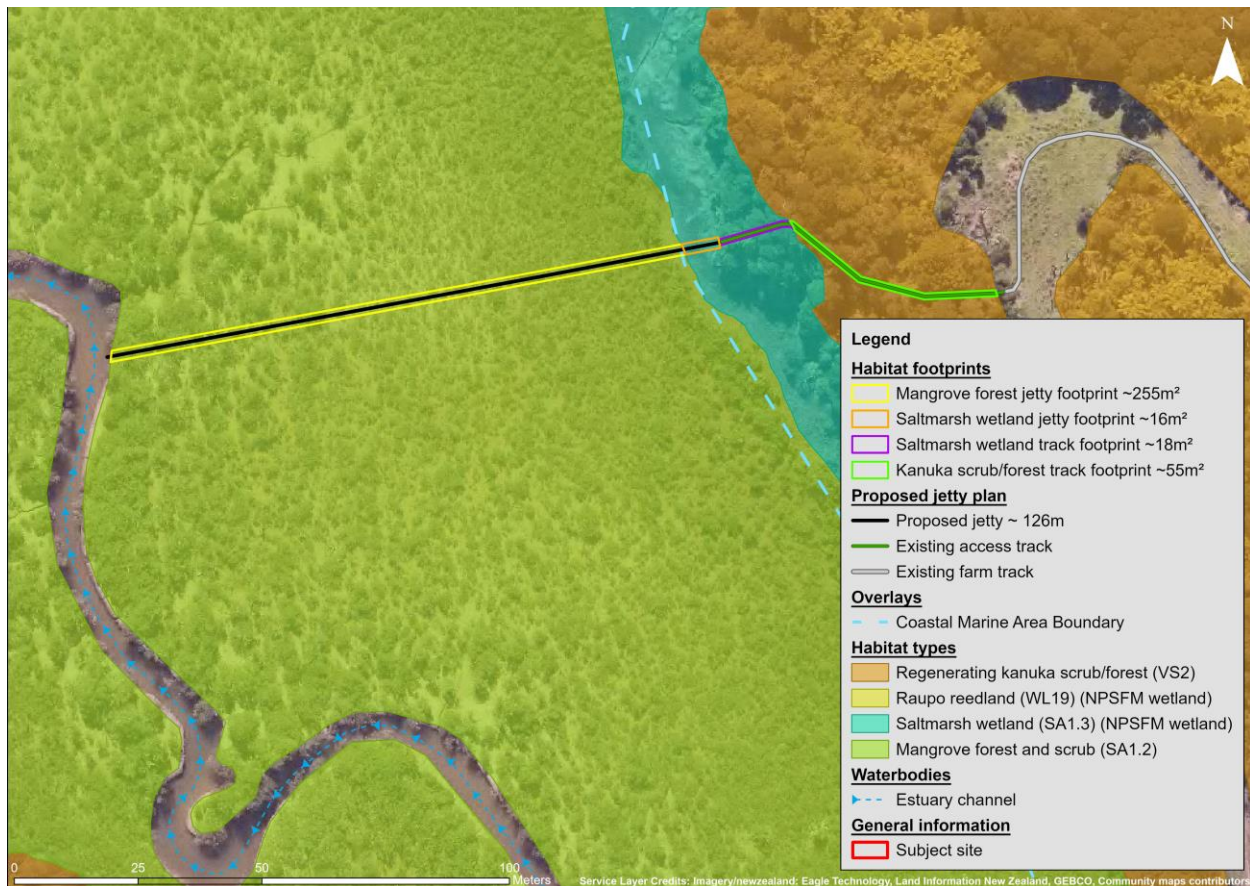 N
Legend
Habitat footprints
Mangrove forest jetty footprint ~255m²
Saltmarsh wetland jetty footprint ~16m²
Saltmarsh wetland track footprint ~18m²
Kanuka scrub/forest track footprint ~55m²
Proposed jetty plan
Proposed jetty ~ 126m
Existing access track
Existing farm track
Overlays
Coastal Marine Area Boundary
Habitat types
Regenerating kanuka scrub/forest (VS2)
Raupo reedland (WL19) (NPSFM wetland)
Saltmarsh wetland (SA1.3) (NPSFM wetland)
Mangrove forest and scrub (SA1.2)
Waterbodies
Estuary channel
General information
Subject site
0 25 50 100
Meters
Service Layer Credits: Imagery/newzealand: Eagle Technology, Land Information New Zealand, GEBCO, Community maps contributors